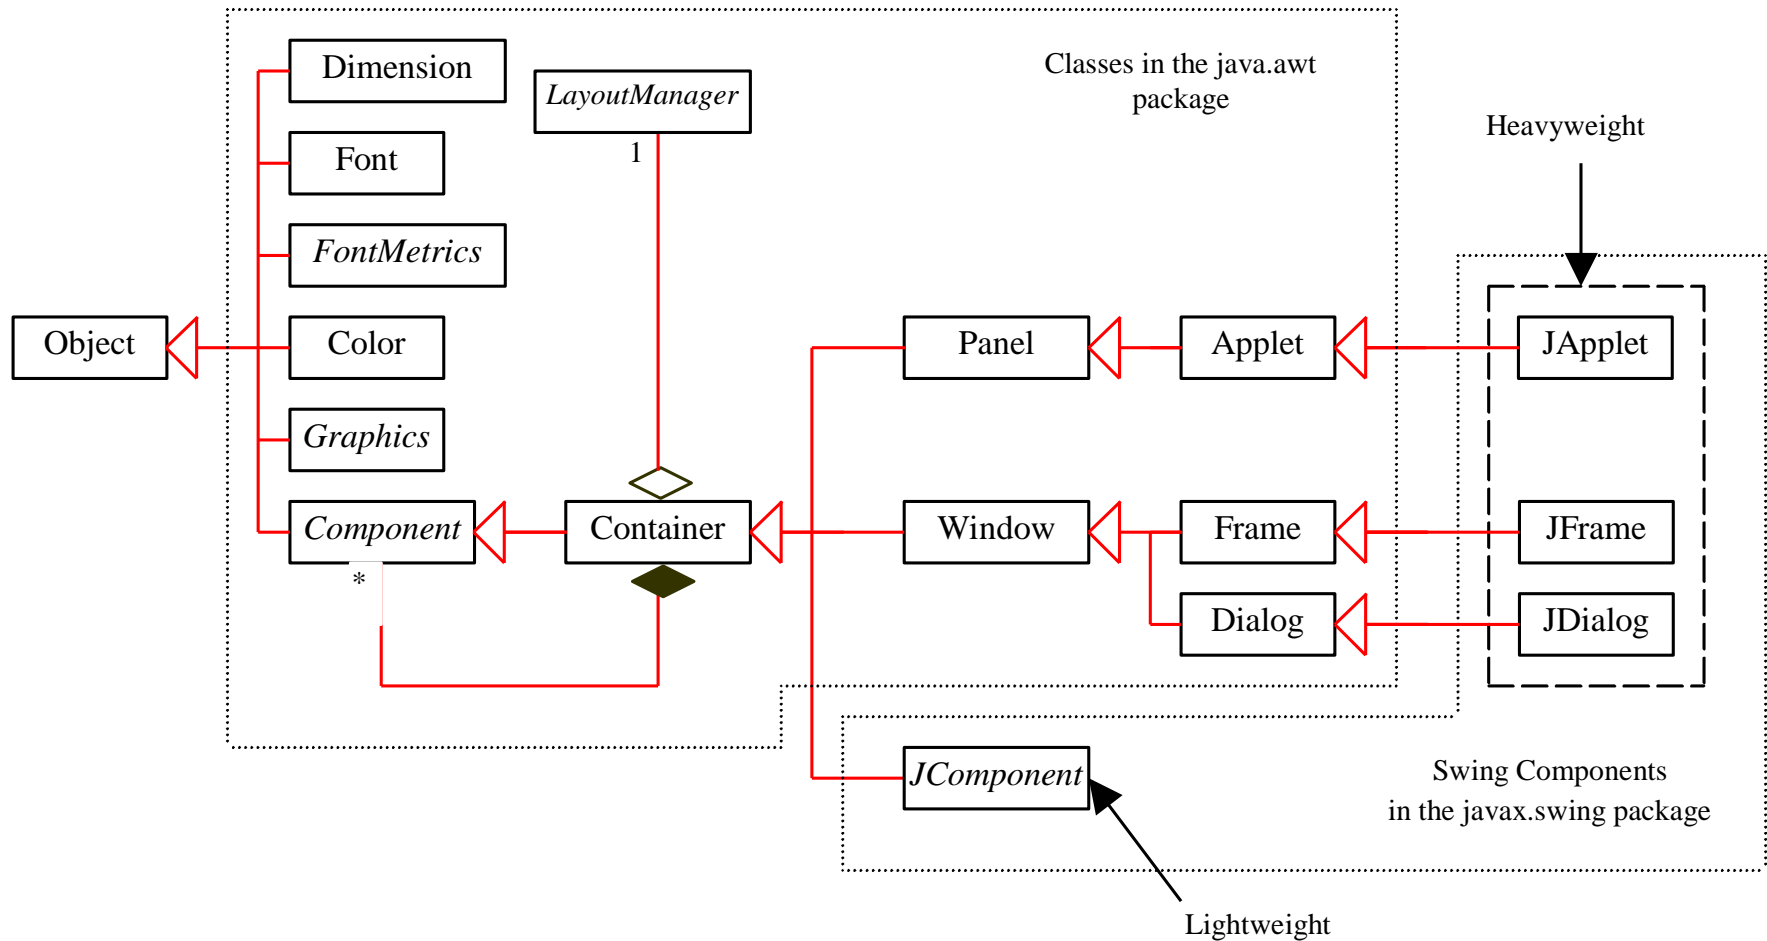 Dimension
LayoutManager
Classes in the java.awt
package
Heavyweight
1
Font
FontMetrics
Object
Color
Panel
Applet
JApplet
Graphics
Component
Container
Window
Frame
JFrame
*
Dialog
JDialog
JComponent
Swing Components
in the javax.swing package
Lightweight